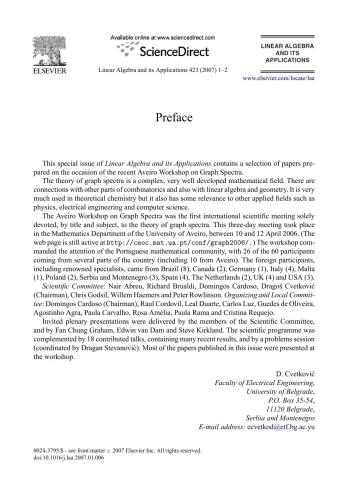 Available online at www.sciencedirect.com
ScienceDirect
ELSEVIER
Linear Algebra and its Applications 423 (2007) 1–2
LINEAR ALGEBRA
AND ITS
APPLICATIONS
www.elsevier.com/locate/laa
Preface
This special issue of Linear Algebra and its Applications contains a selection of papers pre-
pared on the occasion of the recent Aveiro Workshop on Graph Spectra.
The theory of graph spectra is a complex, very well developed mathematical field. There are
connections with other parts of combinatorics and also with linear algebra and geometry. It is very
much used in theoretical chemistry but it also has some relevance to other applied fields such as
physics, electrical engineering and computer science.
The Aveiro Workshop on Graph Spectra was the first international scientific meeting solely
devoted, by title and subject, to the theory of graph spectra. This three-day meeting took place
in the Mathematics Department of the University of Aveiro, between 10 and 12 April 2006. (The
web page is still active at http://ceoc.mat.ua.pt/conf/graph2006/.) The workshop com-
manded the attention of the Portuguese mathematical community, with 26 of the 60 participants
coming from several parts of the country (including 10 from Aveiro). The foreign participants,
including renowned specialists, came from Brazil (8), Canada (2), Germany (1), Italy (4), Malta
(1), Poland (2), Serbia and Montenegro (3), Spain (4), The Netherlands (2), UK (4) and USA (3).
Scientific Committee: Nair Abreu, Richard Brualdi, Domingos Cardoso, Dragoš Cvetković
(Chairman), Chris Godsil, Willem Haemers and Peter Rowlinson. Organizing and Local Commit-
tee: Domingos Cardoso (Chairman), Raul Cordovil, Leal Duarte, Carlos Luz, Guedes de Oliveira,
Agostinho Agra, Paula Carvalho, Rosa Amélia, Paula Rama and Cristina Requejo.
Invited plenary presentations were delivered by the members of the Scientific Committee,
and by Fan Chung Graham, Edwin van Dam and Steve Kirkland. The scientific programme was
complemented by 18 contributed talks, containing many recent results, and by a problems session
(coordinated by Dragan Stevanović). Most of the papers published in this issue were presented at
the workshop.
D. Cvetković
Faculty of Electrical Engineering,
University of Belgrade,
P.O. Box 35-54,
11120 Belgrade,
Serbia and Montenegro
E-mail address: ecvetkod@etf.bg.ac.yu
0024-3795/$ - see front matter © 2007 Elsevier Inc. All rights reserved.
doi:10.1016/j.laa.2007.01.006